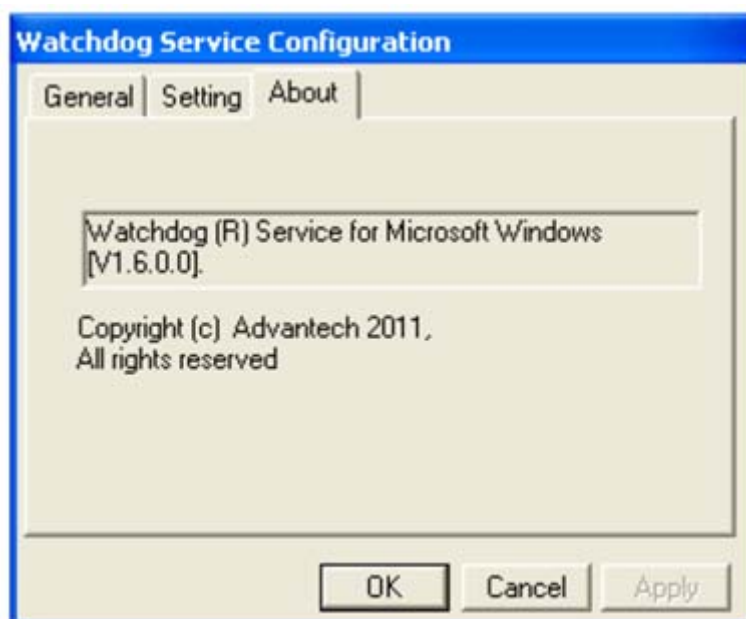 Watchdog Service Configuration
General Setting About
Watchdog (R) Service for Microsoft Windows
[V1.6.0.0].
Copyright (c) Advantech 2011,
All rights reserved
OK Cancel Apply